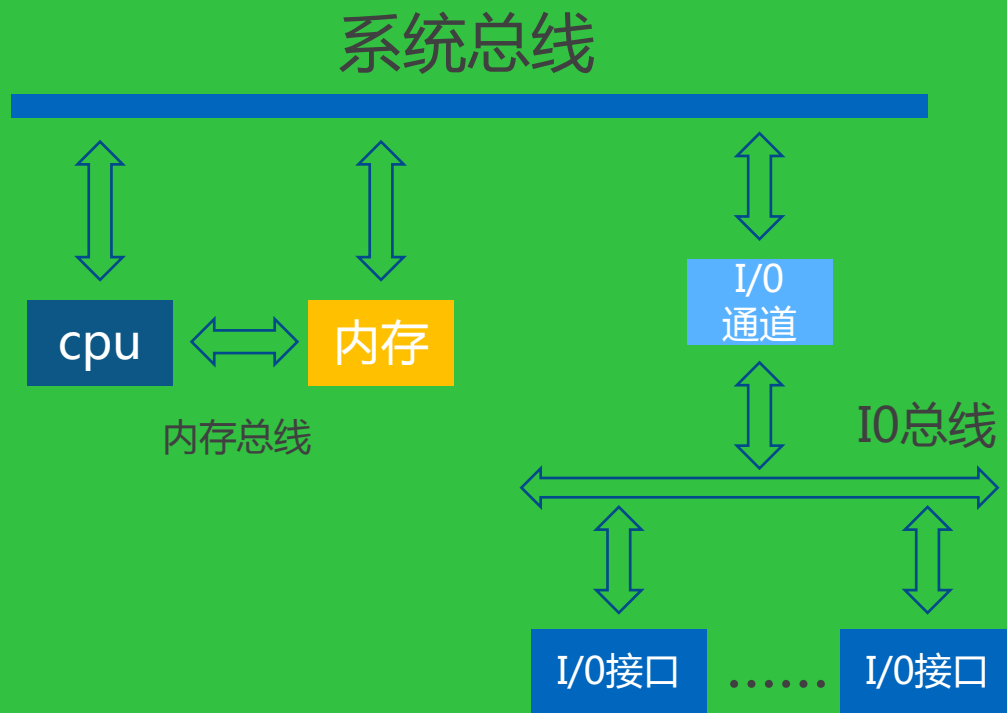 系统总线
cpu
内存
I/0
通道
内存总线
I0总线
I/0接口
......
I/0接口